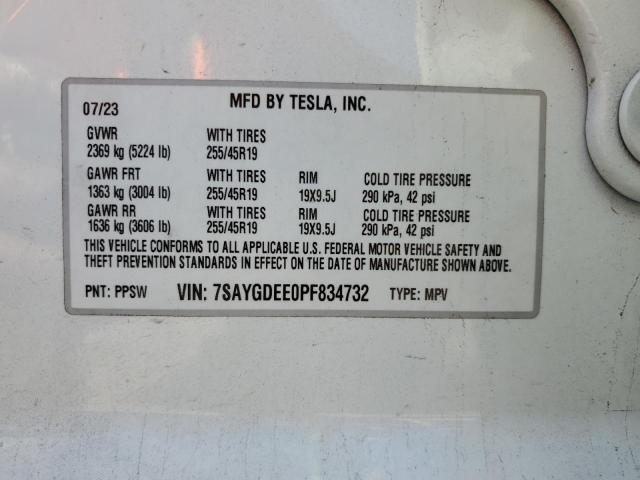 07/23 MFD BY TESLA, INC.
GVWR WITH TIRES
2369 kg (5224 lb) 255/45R19
GAWR FRT WITH TIRES RIM COLD TIRE PRESSURE
1363 kg (3004 lb) 255/45R19 19X9.5J 290 kPa, 42 psi
GAWR RR WITH TIRES RIM COLD TIRE PRESSURE
1636 kg (3606 lb) 255/45R19 19X9.5J 290 kPa, 42 psi
THIS VEHICLE CONFORMS TO ALL APPLICABLE U.S. FEDERAL MOTOR VEHICLE SAFETY AND
THEFT PREVENTION STANDARDS IN EFFECT ON THE DATE OF MANUFACTURE SHOWN ABOVE.
PNT: PPSW VIN: 7SAYGDEE0PF834732 TYPE: MPV